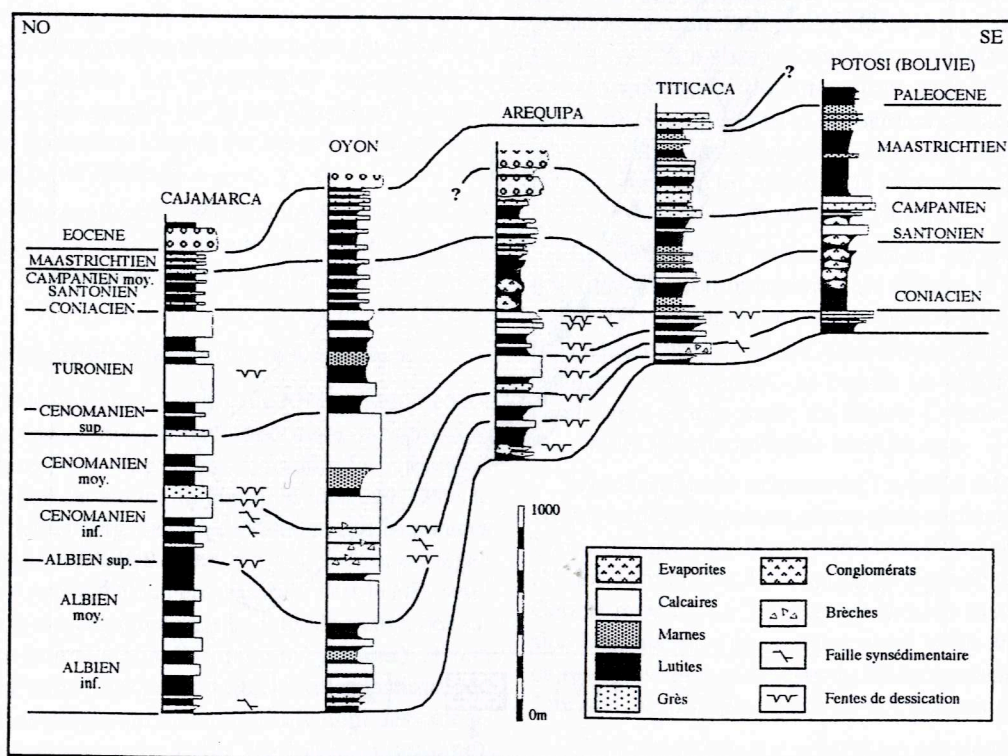 NO
SE
POTOSI (BOLIVIE)
TITICACA
?
PALEOCENE
AREQUIPA
MAASTRICHTIEN
OYON
?
CAJAMARCA
CAMPANIEN
SANTONIEN
EOCENE
MAASTRICHTIEN
CAMPANIEN moy.
SANTONIEN
CONIACIEN
CONIACIEN
TURONIEN
CENOMANIEN
sup.
CENOMANIEN
moy.
CENOMANIEN
inf.
ALBIEN sup.
ALBIEN
moy.
ALBIEN
inf.
1000
0m
Evaporites
Calcaires
Marnes
Lutites
Grès
Conglomérats
Brèches
Faille synsédimentaire
Fentes de dessication